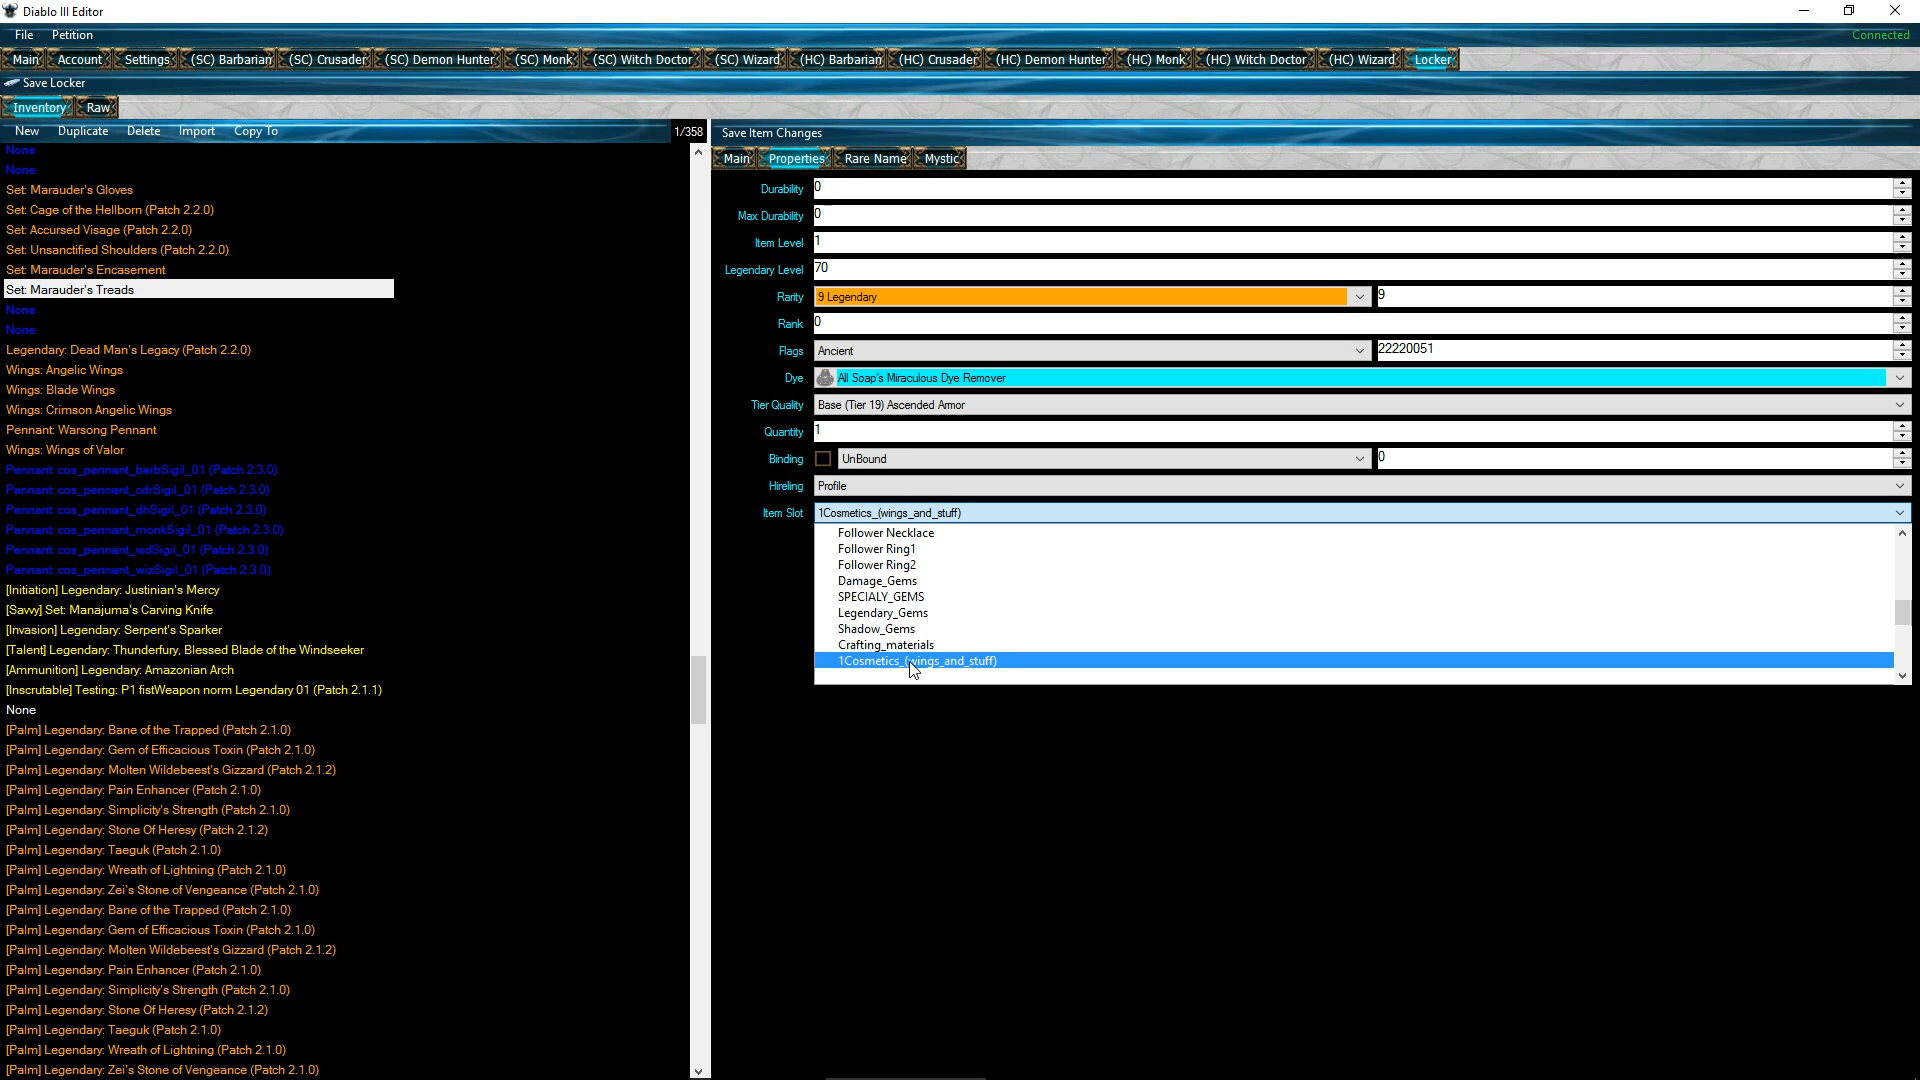 Diablo III Editor
File Petition
Connected
Main Account Settings (SC) Barbarian (SC) Crusader (SC) Demon Hunter (SC) Monk (SC) Witch Doctor (SC) Wizard (HC) Barbarian (HC) Crusader (HC) Demon Hunter (HC) Monk (HC) Witch Doctor (HC) Wizard Locker
Save Locker
Inventory Raw
New Duplicate Delete Import Copy To 1/358
None
None
Set: Marauder's Gloves
Set: Cage of the Hellborn (Patch 2.2.0)
Set: Accursed Visage (Patch 2.2.0)
Set: Unsanctified Shoulders (Patch 2.2.0)
Set: Marauder's Encasement
Set: Marauder's Treads
None
None
Legendary: Dead Man's Legacy (Patch 2.2.0)
Wings: Angelic Wings
Wings: Blade Wings
Wings: Crimson Angelic Wings
Pennant: Warsong Pennant
Wings: Wings of Valor
Pennant: cos_pennant_barbSigil_01 (Patch 2.3.0)
Pennant: cos_pennant_cdrSigil_01 (Patch 2.3.0)
Pennant: cos_pennant_dhSigil_01 (Patch 2.3.0)
Pennant: cos_pennant_monkSigil_01 (Patch 2.3.0)
Pennant: cos_pennant_wdSigil_01 (Patch 2.3.0)
Pennant: cos_pennant_wizSigil_01 (Patch 2.3.0)
[Initiation] Legendary: Justinian's Mercy
[Savvy] Set: Manajuma's Carving Knife
[Invasion] Legendary: Serpent's Sparker
[Talent] Legendary: Thunderfury, Blessed Blade of the Windseeker
[Ammunition] Legendary: Amazonian Arch
[Inscrutable] Testing: P1 fistWeapon norm Legendary 01 (Patch 2.1.1)
None
[Palm] Legendary: Bane of the Trapped (Patch 2.1.0)
[Palm] Legendary: Gem of Efficacious Toxin (Patch 2.1.0)
[Palm] Legendary: Molten Wildebeest's Gizzard (Patch 2.1.2)
[Palm] Legendary: Pain Enhancer (Patch 2.1.0)
[Palm] Legendary: Simplicity's Strength (Patch 2.1.0)
[Palm] Legendary: Stone Of Heresy (Patch 2.1.2)
[Palm] Legendary: Taeguk (Patch 2.1.0)
[Palm] Legendary: Wreath of Lightning (Patch 2.1.0)
[Palm] Legendary: Zei's Stone of Vengeance (Patch 2.1.0)
[Palm] Legendary: Bane of the Trapped (Patch 2.1.0)
[Palm] Legendary: Gem of Efficacious Toxin (Patch 2.1.0)
[Palm] Legendary: Molten Wildebeest's Gizzard (Patch 2.1.2)
[Palm] Legendary: Pain Enhancer (Patch 2.1.0)
[Palm] Legendary: Simplicity's Strength (Patch 2.1.0)
[Palm] Legendary: Stone Of Heresy (Patch 2.1.2)
[Palm] Legendary: Taeguk (Patch 2.1.0)
[Palm] Legendary: Wreath of Lightning (Patch 2.1.0)
[Palm] Legendary: Zei's Stone of Vengeance (Patch 2.1.0)
Save Item Changes
Main Properties Rare Name Mystic
Durability 0
Max Durability 0
Item Level 1
Legendary Level 70
Rarity 9 Legendary 9
Rank 0
Flags Ancient 22220051
Dye All Soap's Miraculous Dye Remover
Tier Quality Base (Tier 19) Ascended Armor
Quantity 1
Binding UnBound 0
Hireling Profile
Item Slot 1Cosmetics_(wings_and_stuff)
Follower Necklace
Follower Ring1
Follower Ring2
Damage_Gems
SPECIALY_GEMS
Legendary_Gems
Shadow_Gems
Crafting_materials
1Cosmetics_(wings_and_stuff)